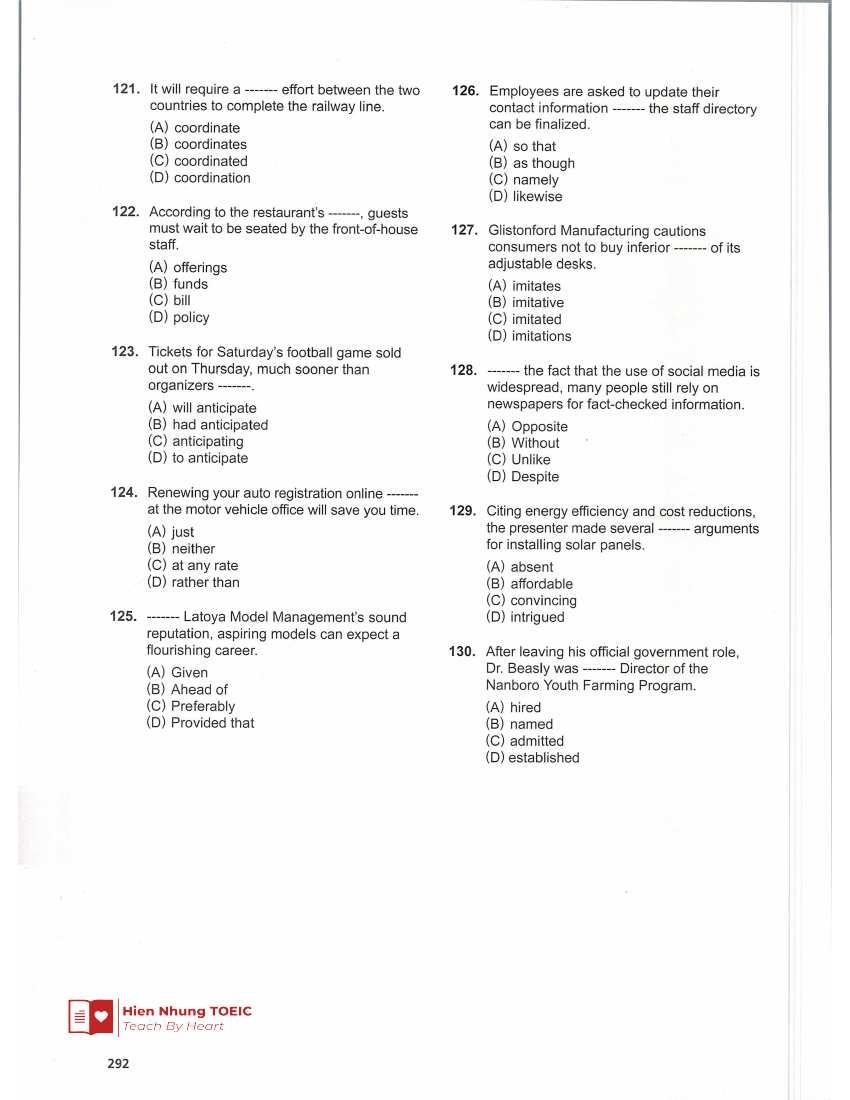 121. It will require a ------- effort between the two
countries to complete the railway line.
(A) coordinate
(B) coordinates
(C) coordinated
(D) coordination
122. According to the restaurant's -------, guests
must wait to be seated by the front-of-house
staff.
(A) offerings
(B) funds
(C) bill
(D) policy
123. Tickets for Saturday's football game sold
out on Thursday, much sooner than
organizers -------.
(A) will anticipate
(B) had anticipated
(C) anticipating
(D) to anticipate
124. Renewing your auto registration online -------
at the motor vehicle office will save you time.
(A) just
(B) neither
(C) at any rate
(D) rather than
125. ------- Latoya Model Management's sound
reputation, aspiring models can expect a
flourishing career.
(A) Given
(B) Ahead of
(C) Preferably
(D) Provided that
126. Employees are asked to update their
contact information ------- the staff directory
can be finalized.
(A) so that
(B) as though
(C) namely
(D) likewise
127. Glistonford Manufacturing cautions
consumers not to buy inferior ------- of its
adjustable desks.
(A) imitates
(B) imitative
(C) imitated
(D) imitations
128. ------- the fact that the use of social media is
widespread, many people still rely on
newspapers for fact-checked information.
(A) Opposite
(B) Without
(C) Unlike
(D) Despite
129. Citing energy efficiency and cost reductions,
the presenter made several ------- arguments
for installing solar panels.
(A) absent
(B) affordable
(C) convincing
(D) intrigued
130. After leaving his official government role,
Dr. Beasly was ------- Director of the
Nanboro Youth Farming Program.
(A) hired
(B) named
(C) admitted
(D) established
Hien Nhung TOEIC
Teach By Heart
292